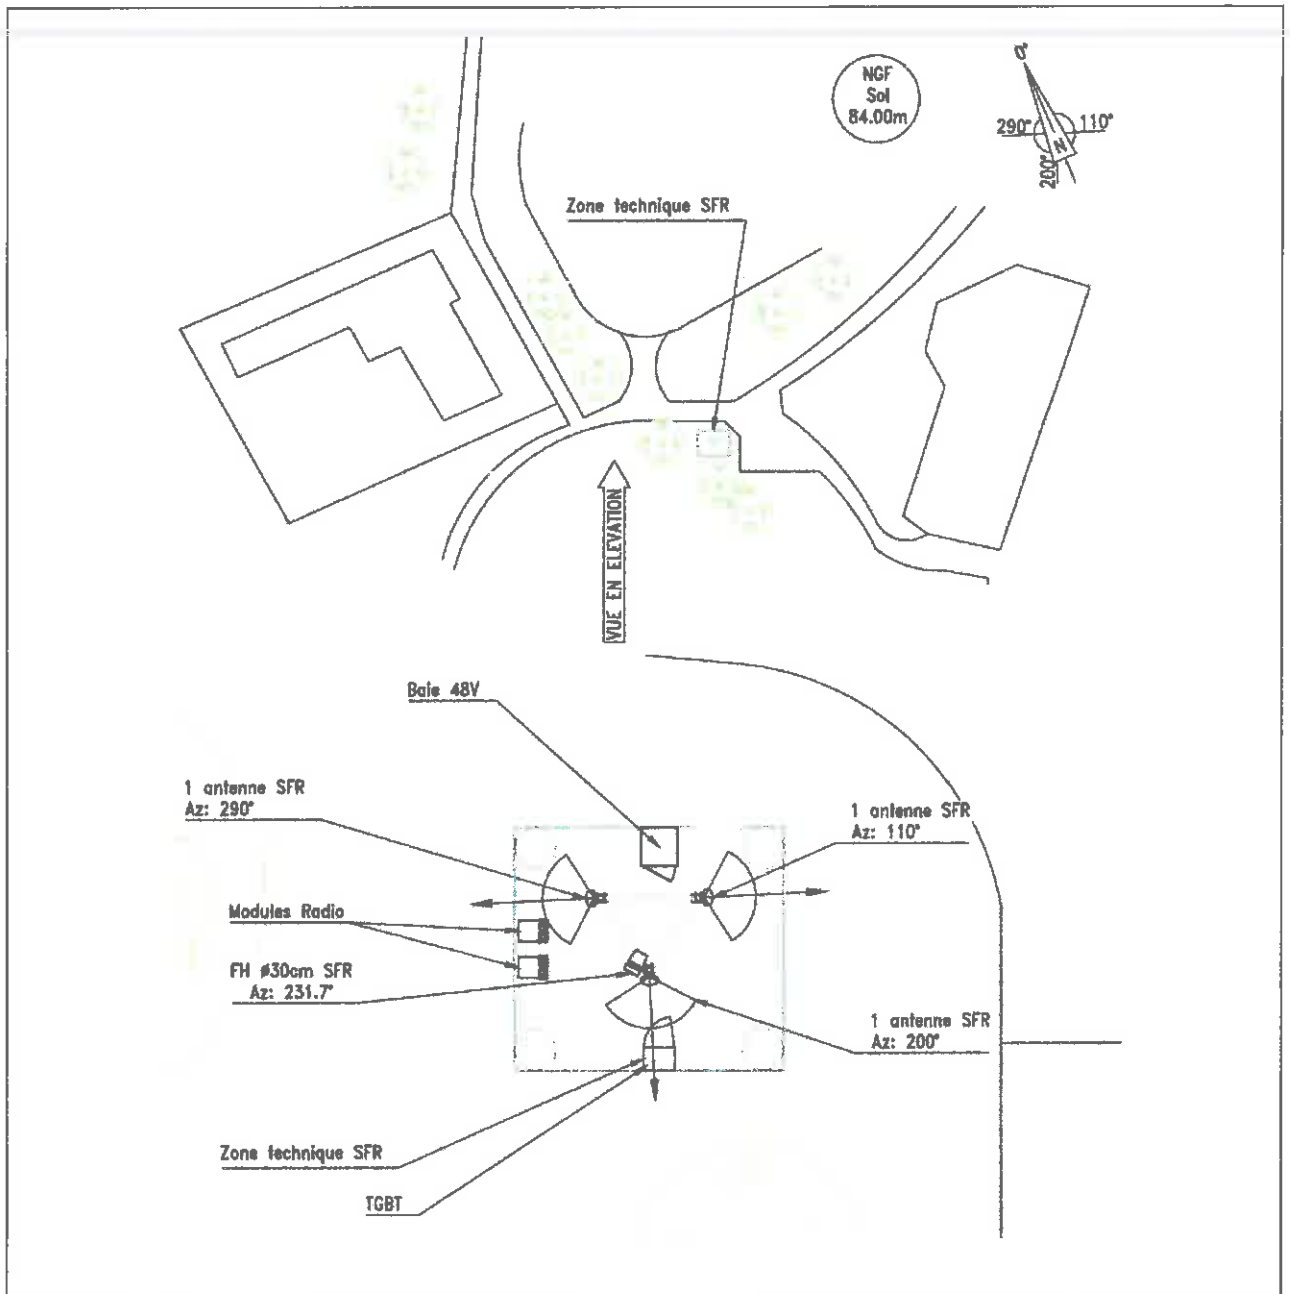 NGF
Sol
84.00m
290°
110°
N
200°
Zone technique SFR
VUE EN ELEVATION
Baie 48V
1 antenne SFR
Az: 290°
1 antenne SFR
Az: 110°
Modules Radio
FH ø30cm SFR
Az: 231.7°
1 antenne SFR
Az: 200°
Zone technique SFR
TGBT